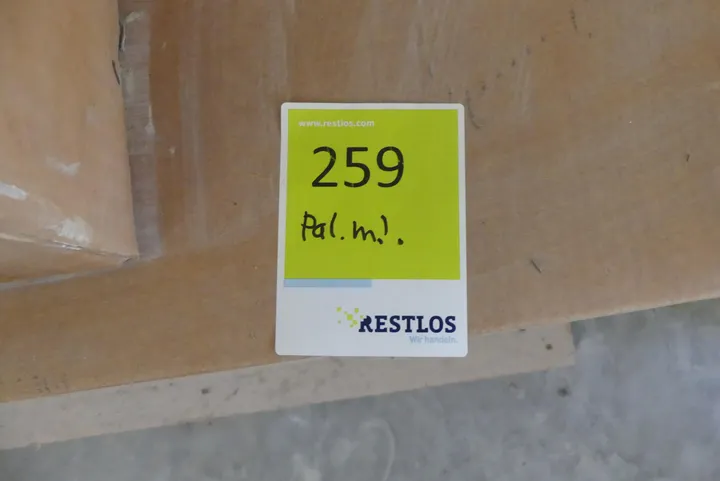 www.restlos.com
259
Pal. m!.
RESTLOS
Wir handeln.